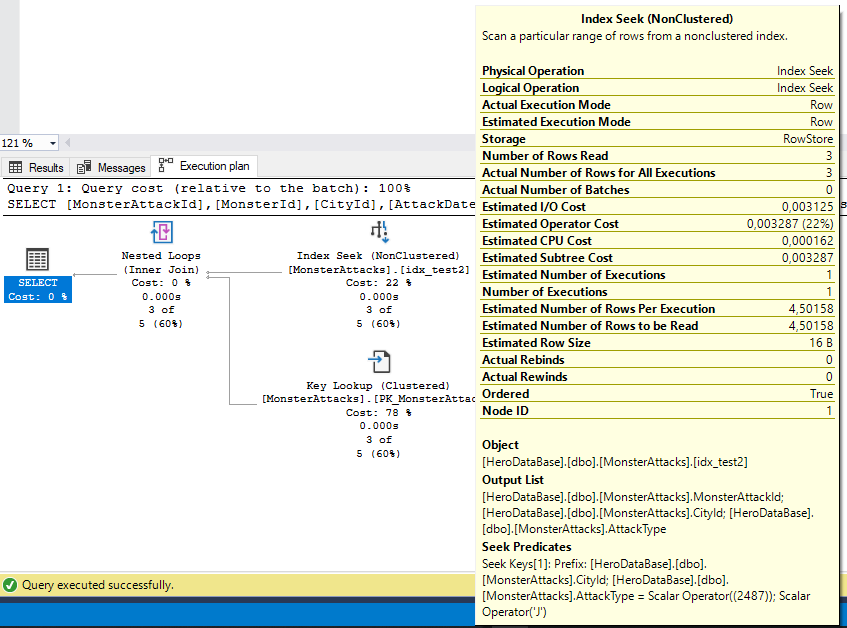 121 %
Results Messages Execution plan
Query 1: Query cost (relative to the batch): 100%
SELECT [MonsterAttackId],[MonsterId],[CityId],[AttackDate
SELECT
Cost: 0 %
Nested Loops
(Inner Join)
Cost: 0 %
0.000s
3 of
5 (60%)
Index Seek (NonClustered)
[MonsterAttacks].[idx_test2]
Cost: 22 %
0.000s
3 of
5 (60%)
Key Lookup (Clustered)
[MonsterAttacks].[PK_MonsterAttac
Cost: 78 %
0.000s
3 of
5 (60%)
Query executed successfully.
Index Seek (NonClustered)
Scan a particular range of rows from a nonclustered index.
Physical Operation Index Seek
Logical Operation Index Seek
Actual Execution Mode Row
Estimated Execution Mode Row
Storage RowStore
Number of Rows Read 3
Actual Number of Rows for All Executions 3
Actual Number of Batches 0
Estimated I/O Cost 0,003125
Estimated Operator Cost 0,003287 (22%)
Estimated CPU Cost 0,000162
Estimated Subtree Cost 0,003287
Estimated Number of Executions 1
Number of Executions 1
Estimated Number of Rows Per Execution 4,50158
Estimated Number of Rows to be Read 4,50158
Estimated Row Size 16 B
Actual Rebinds 0
Actual Rewinds 0
Ordered True
Node ID 1
Object
[HeroDataBase].[dbo].[MonsterAttacks].[idx_test2]
Output List
[HeroDataBase].[dbo].[MonsterAttacks].MonsterAttackId;
[HeroDataBase].[dbo].[MonsterAttacks].CityId; [HeroDataBase].
[dbo].[MonsterAttacks].AttackType
Seek Predicates
Seek Keys[1]: Prefix: [HeroDataBase].[dbo].
[MonsterAttacks].CityId; [HeroDataBase].[dbo].
[MonsterAttacks].AttackType = Scalar Operator((2487)); Scalar
Operator('J')